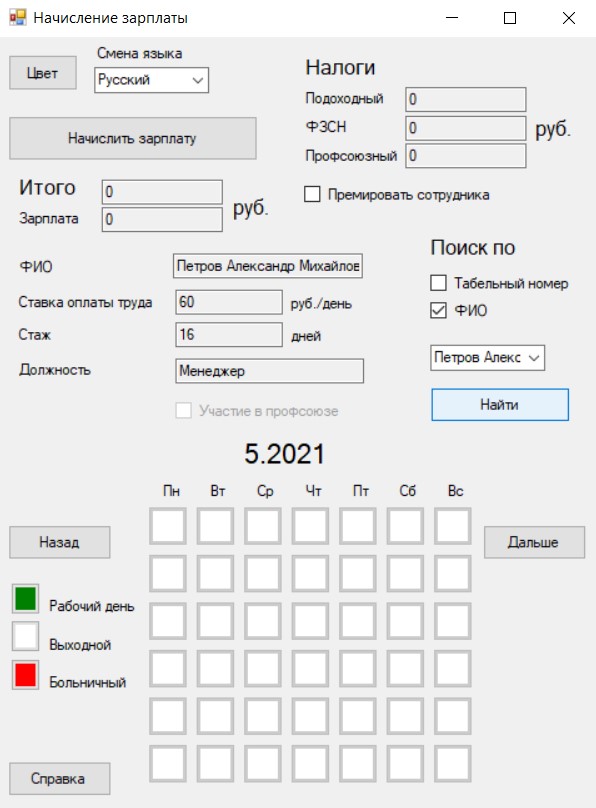 Начисление зарплаты
Цвет
Смена языка
Русский
Налоги
Подоходный 0
ФЗСН 0 руб.
Профсоюзный 0
Начислить зарплату
Итого 0
Зарплата 0 руб.
Премировать сотрудника
ФИО Петров Александр Михайлов
Ставка оплаты труда 60 руб./день
Стаж 16 дней
Должность Менеджер
Участие в профсоюзе
Поиск по
Табельный номер
ФИО
Петров Алекс
Найти
5.2021
Пн Вт Ср Чт Пт Сб Вс
Назад
Дальше
Рабочий день
Выходной
Больничный
Справка